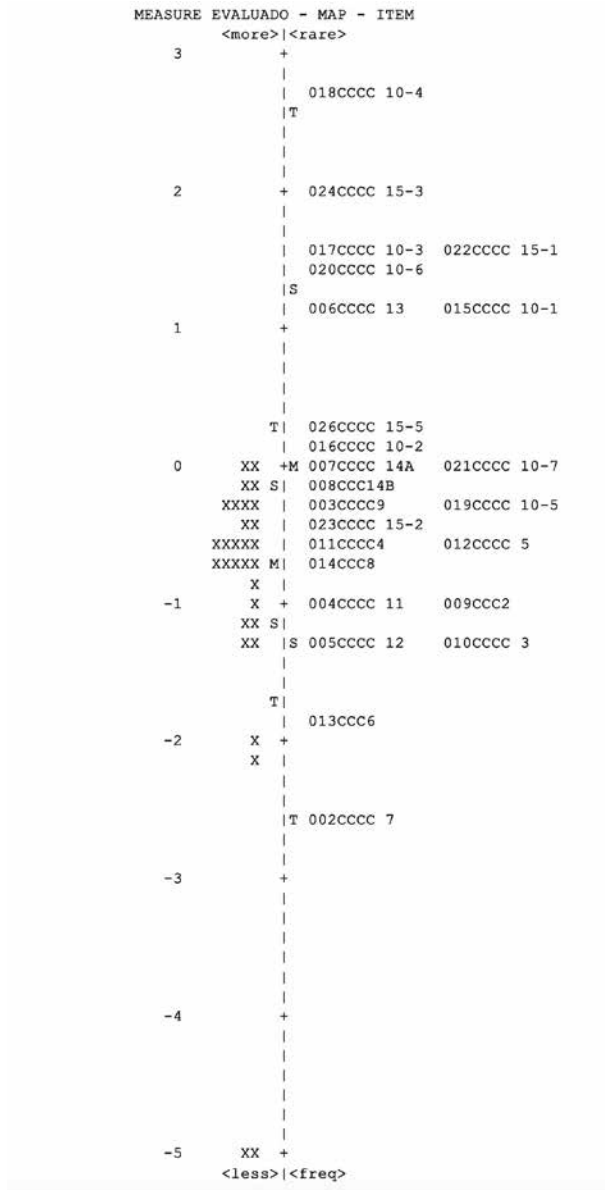 MEASURE EVALUADO - MAP - ITEM
<more>|<rare>
3 +
|
| 018CCCC 10-4
|T
|
|
|
2 + 024CCCC 15-3
|
|
| 017CCCC 10-3 022CCCC 15-1
| 020CCCC 10-6
|S
| 006CCCC 13 015CCCC 10-1
1 +
|
|
|
|
T| 026CCCC 15-5
| 016CCCC 10-2
0 XX +M 007CCCC 14A 021CCCC 10-7
XX S| 008CCC14B
XXXX | 003CCCC9 019CCCC 10-5
XX | 023CCCC 15-2
XXXXX | 011CCCC4 012CCCC 5
XXXXX M| 014CCC8
X |
-1 X + 004CCCC 11 009CCC2
XX S|
XX |S 005CCCC 12 010CCCC 3
|
|
T|
| 013CCC6
-2 X +
X |
|
|
|T 002CCCC 7
|
|
-3 +
|
|
|
|
|
|
-4 +
|
|
|
|
|
|
-5 XX +
<less>|<freq>